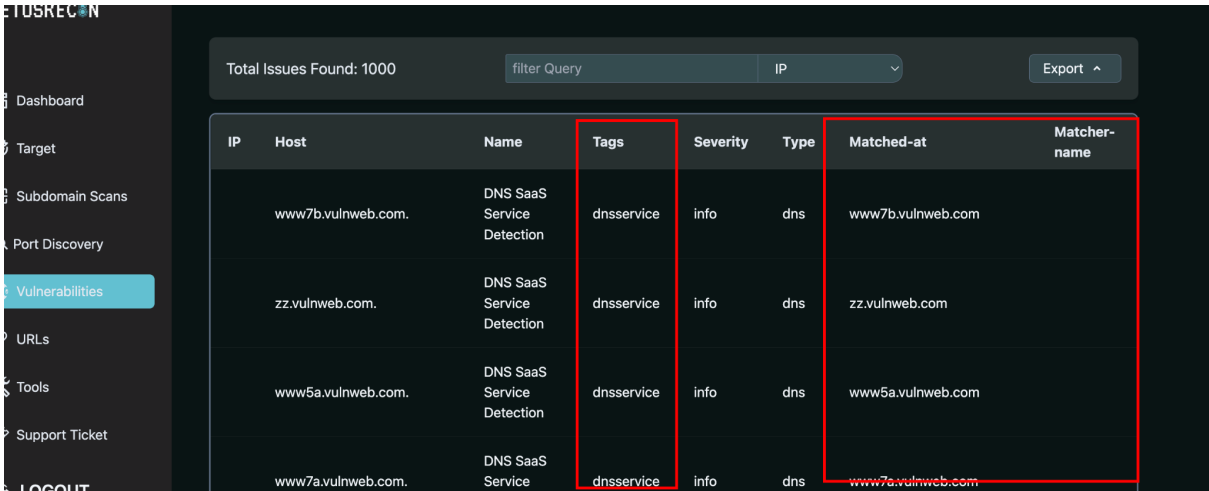 ETUSREC N
Total Issues Found: 1000
filter Query
IP
Export
Dashboard
Target
Subdomain Scans
Port Discovery
Vulnerabilities
URLs
Tools
Support Ticket
LOGOUT
IP Host Name Tags Severity Type Matched-at Matcher-
name
DNS SaaS
www7b.vulnweb.com. Service dnsservice info dns www7b.vulnweb.com
Detection
DNS SaaS
zz.vulnweb.com. Service dnsservice info dns zz.vulnweb.com
Detection
DNS SaaS
www5a.vulnweb.com. Service dnsservice info dns www5a.vulnweb.com
Detection
DNS SaaS
www7a.vulnweb.com. Service dnsservice info dns www7a.vulnweb.com